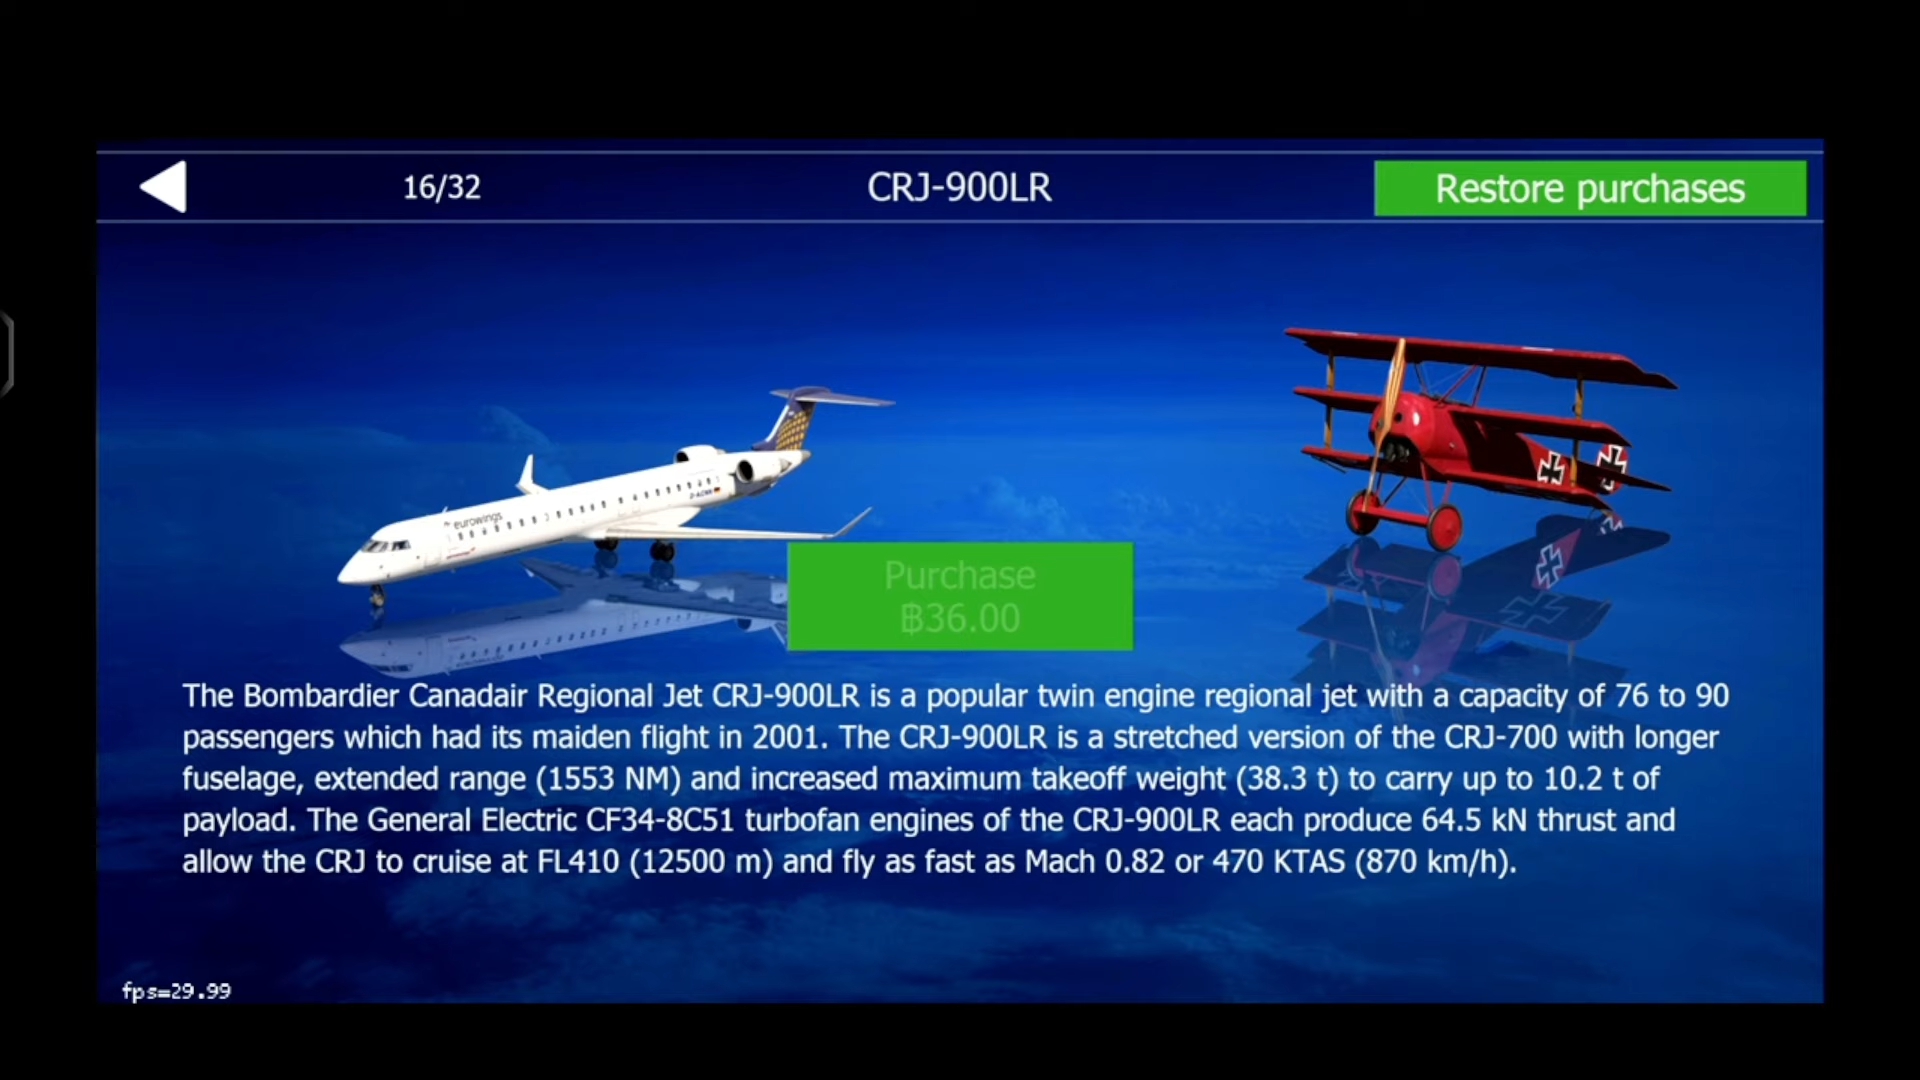 16/32
CRJ-900LR
Restore purchases
eurowings
Purchase
฿36.00
The Bombardier Canadair Regional Jet CRJ-900LR is a popular twin engine regional jet with a capacity of 76 to 90
passengers which had its maiden flight in 2001. The CRJ-900LR is a stretched version of the CRJ-700 with longer
fuselage, extended range (1553 NM) and increased maximum takeoff weight (38.3 t) to carry up to 10.2 t of
payload. The General Electric CF34-8C51 turbofan engines of the CRJ-900LR each produce 64.5 kN thrust and
allow the CRJ to cruise at FL410 (12500 m) and fly as fast as Mach 0.82 or 470 KTAS (870 km/h).
fps=29.99